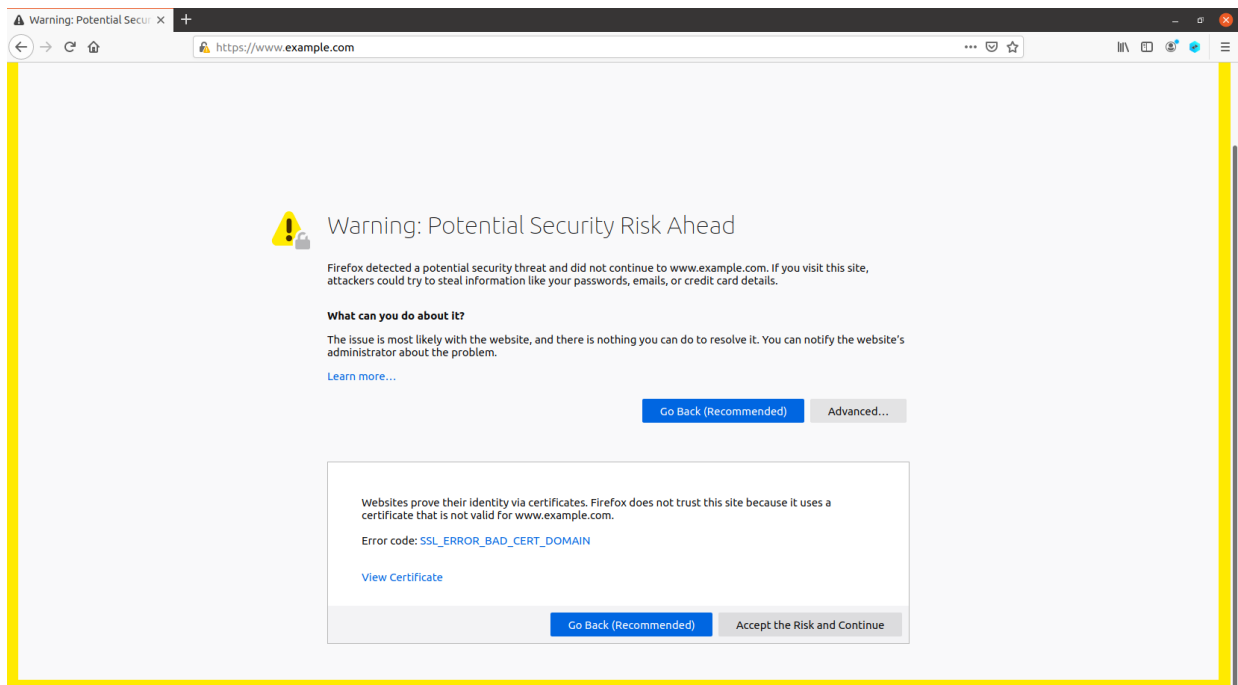 Warning: Potential Secur
https://www.example.com
Warning: Potential Security Risk Ahead
Firefox detected a potential security threat and did not continue to www.example.com. If you visit this site,
attackers could try to steal information like your passwords, emails, or credit card details.
What can you do about it?
The issue is most likely with the website, and there is nothing you can do to resolve it. You can notify the website's
administrator about the problem.
Learn more…
Go Back (Recommended) Advanced…
Websites prove their identity via certificates. Firefox does not trust this site because it uses a
certificate that is not valid for www.example.com.
Error code: SSL_ERROR_BAD_CERT_DOMAIN
View Certificate
Go Back (Recommended) Accept the Risk and Continue